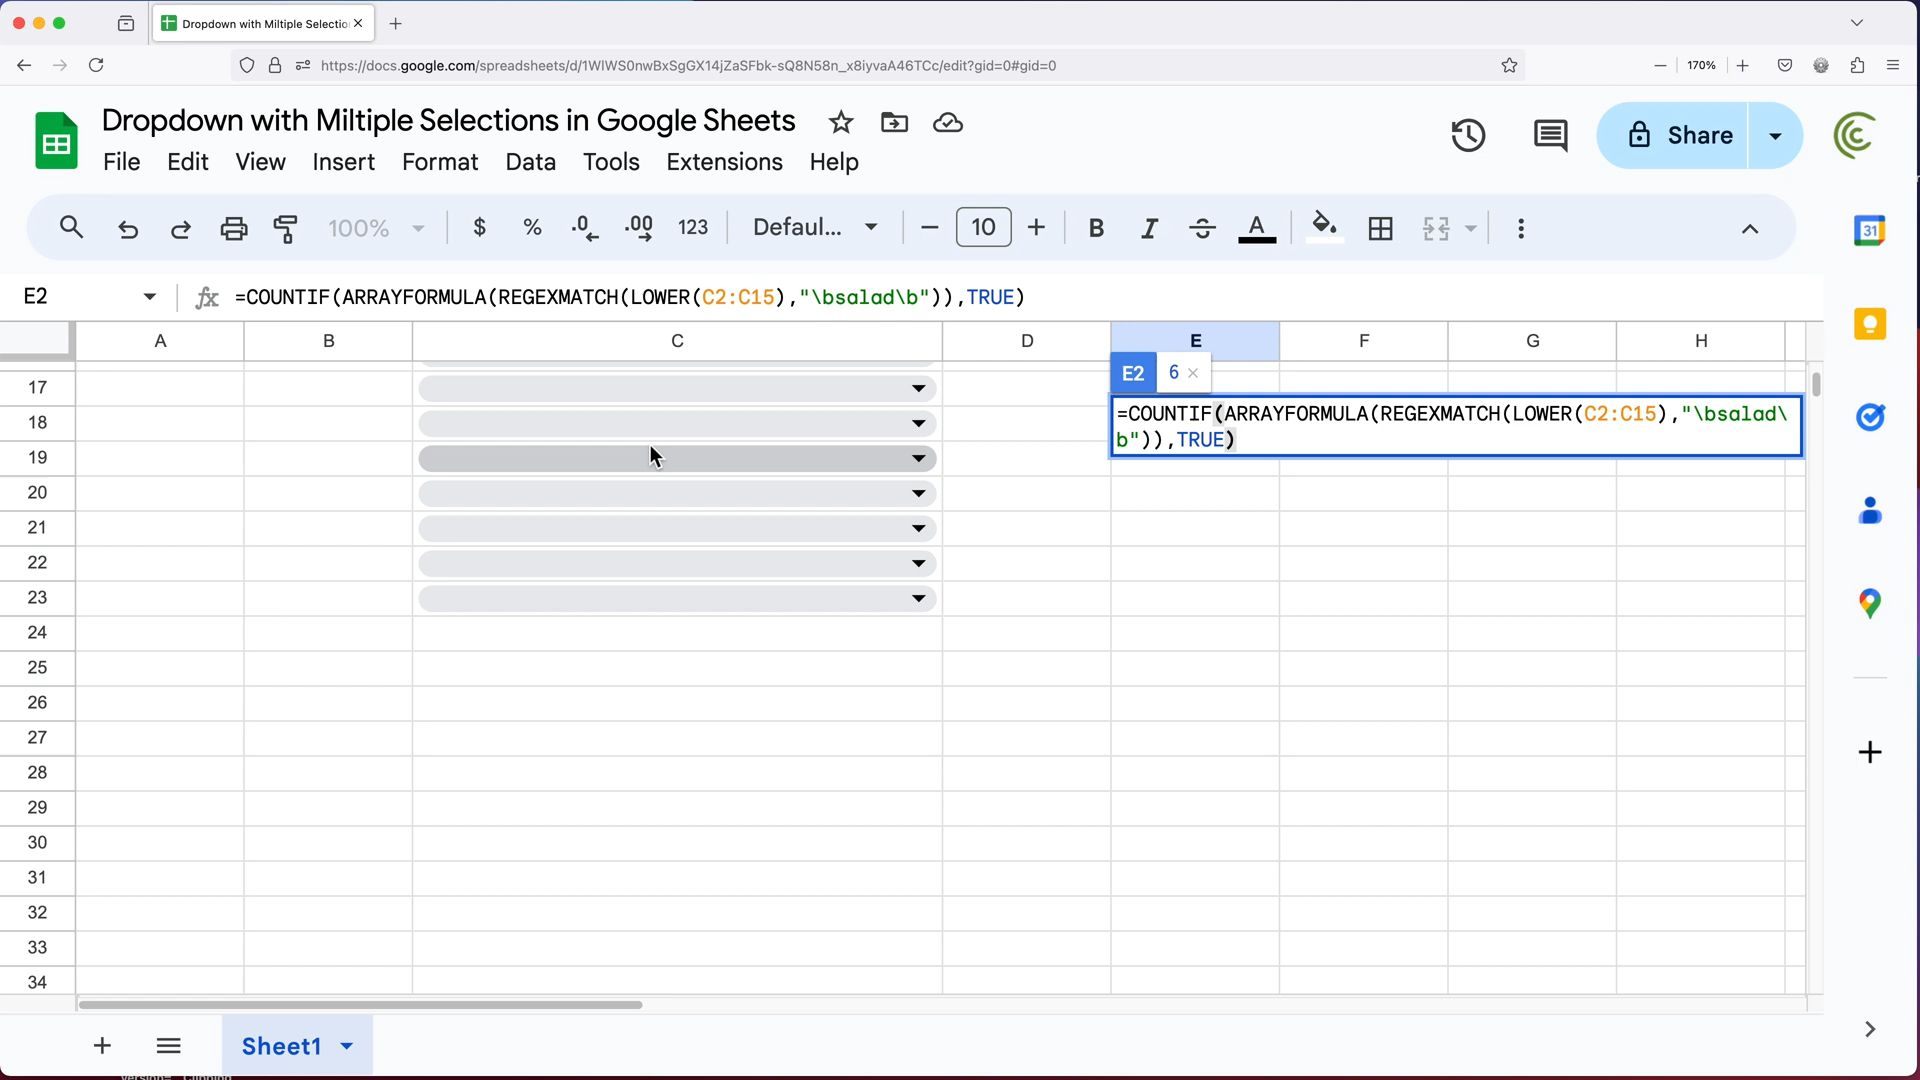 Dropdown with Miltiple Selectio
https://docs.google.com/spreadsheets/d/1WlWS0nwBxSgGX14jZaSFbk-sQ8N58n_x8iyvaA46TCc/edit?gid=0#gid=0
170%
Dropdown with Miltiple Selections in Google Sheets
File Edit View Insert Format Data Tools Extensions Help
Share
100% $ % .0 .00 123 Defaul... 10 B I S A
31
E2 fx =COUNTIF(ARRAYFORMULA(REGEXMATCH(LOWER(C2:C15),"\bsalad\b")),TRUE)
A B C D E F G H
E2 6 ×
17
=COUNTIF(ARRAYFORMULA(REGEXMATCH(LOWER(C2:C15),"\bsalad\
b")),TRUE)
18
19
20
21
22
23
24
25
26
27
28
29
30
31
32
33
34
Sheet1